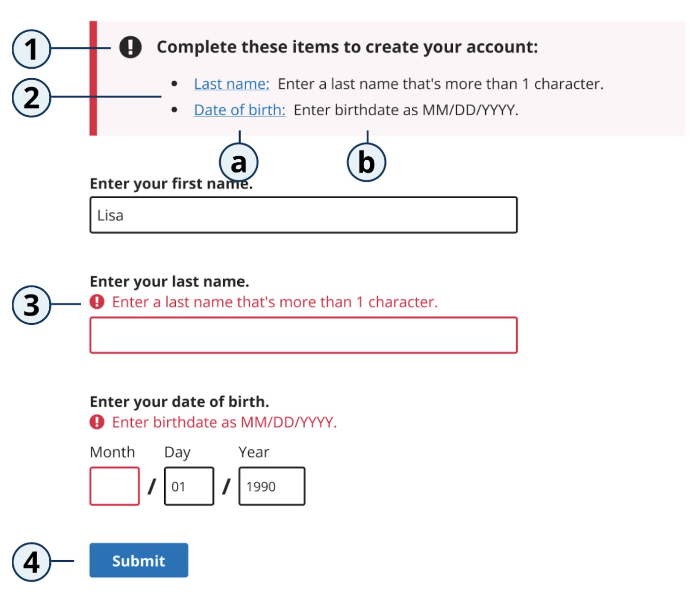 1 Complete these items to create your account:
2 • Last name: Enter a last name that's more than 1 character.
• Date of birth: Enter birthdate as MM/DD/YYYY.
a b
Enter your first name.
Lisa
Enter your last name.
3 ! Enter a last name that's more than 1 character.
Enter your date of birth.
! Enter birthdate as MM/DD/YYYY.
Month Day Year
/ 01 / 1990
4 Submit